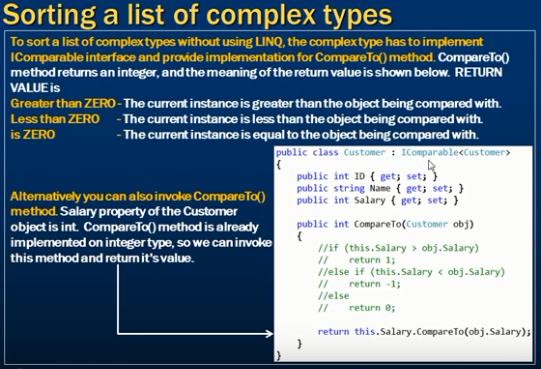 Sorting a list of complex types
To sort a list of complex types without using LINQ, the complex type has to implement
IComparable interface and provide implementation for CompareTo() method. CompareTo()
method returns an integer, and the meaning of the return value is shown below. RETURN
VALUE is
Greater than ZERO - The current instance is greater than the object being compared with.
Less than ZERO - The current instance is less than the object being compared with.
is ZERO - The current instance is equal to the object being compared with.
Alternatively you can also invoke CompareTo()
method. Salary property of the Customer
object is int. CompareTo() method is already
implemented on integer type, so we can invoke
this method and return it's value.
public class Customer : IComparable<Customer>
{
public int ID { get; set; }
public string Name { get; set; }
public int Salary { get; set; }
public int CompareTo(Customer obj)
{
//if (this.Salary > obj.Salary)
//    return 1;
//else if (this.Salary < obj.Salary)
//    return -1;
//else
//    return 0;
return this.Salary.CompareTo(obj.Salary);
}
}